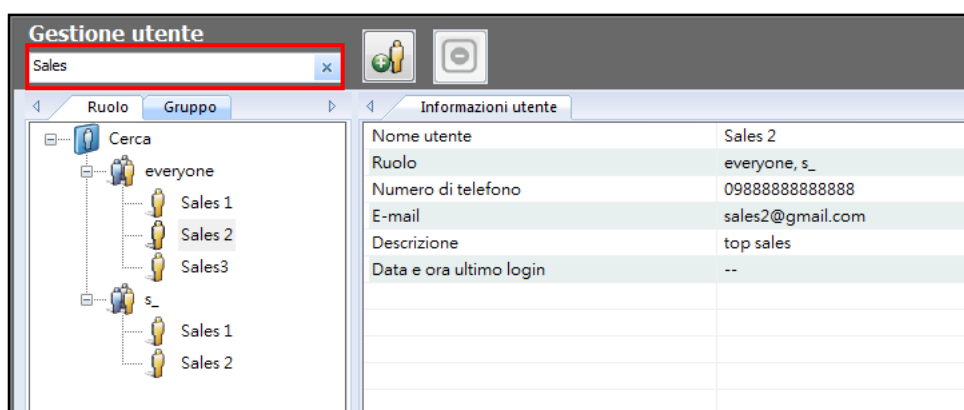 Gestione utente
Sales
Ruolo Gruppo
Cerca
everyone
Sales 1
Sales 2
Sales3
s_
Sales 1
Sales 2
Informazioni utente
Nome utente Sales 2
Ruolo everyone, s_
Numero di telefono 09888888888888
E-mail sales2@gmail.com
Descrizione top sales
Data e ora ultimo login --